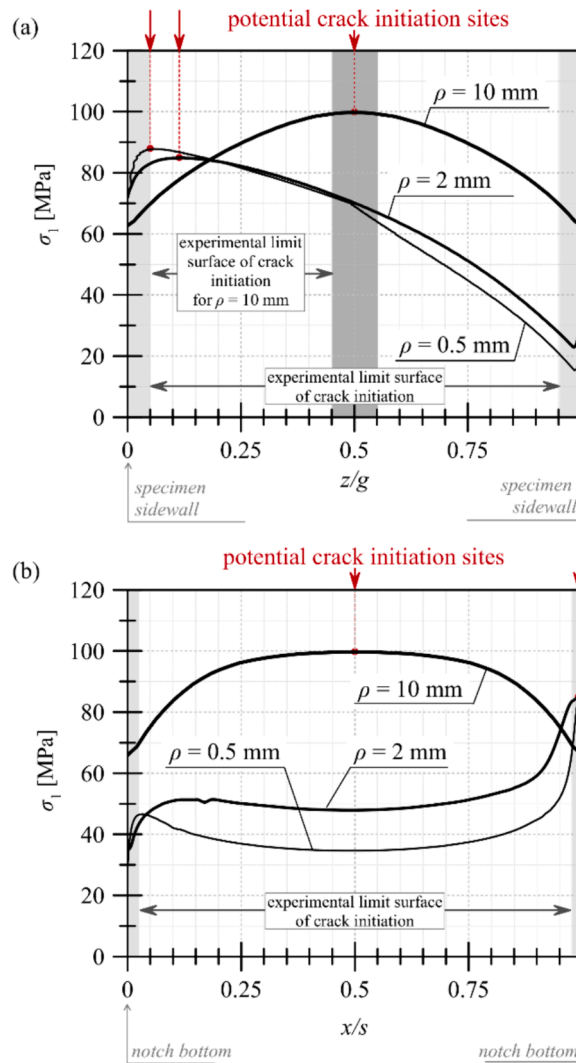 (a)
potential crack initiation sites
120
100
80
60
40
20
0
σ₁ [MPa]
ρ = 10 mm
ρ = 2 mm
ρ = 0.5 mm
experimental limit
surface of crack
initiation
for ρ = 10 mm
experimental limit surface
of crack initiation
0
0.25
0.5
0.75
z/g
specimen
sidewall
specimen
sidewall
(b)
potential crack initiation sites
120
100
80
60
40
20
0
σ₁ [MPa]
ρ = 10 mm
ρ = 0.5 mm
ρ = 2 mm
experimental limit surface
of crack initiation
0
0.25
0.5
0.75
x/s
notch bottom
notch bottom